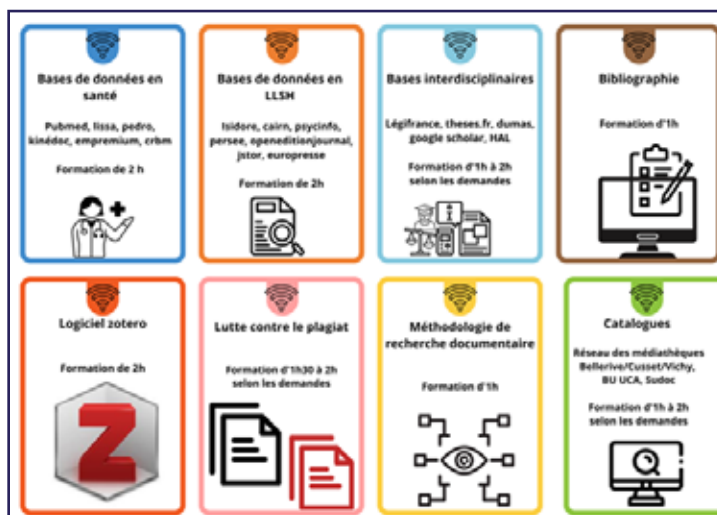 Bases de données en
santé
Pubmed, lissa, pedro,
kinédoc, empremium, crbm
Formation de 2 h
Bases de données en
LLSH
Isidore, cairn, psycinfo,
persee, openeditionjournal,
jstor, europresse
Formation de 2h
Bases interdisciplinaires
Légifrance, theses.fr, dumas,
google scholar, HAL
Formation d'1h à 2h
selon les demandes
Bibliographie
Formation d'1h
Logiciel zotero
Formation de 2h
Z
Lutte contre le plagiat
Formation d'1h30 à 2h
selon les demandes
Méthodologie de
recherche documentaire
Formation d'1h
Catalogues
Réseau des médiathèques
Bellerive/Cusset/Vichy,
BU UCA, Sudoc
Formation d'1h à 2h
selon les demandes